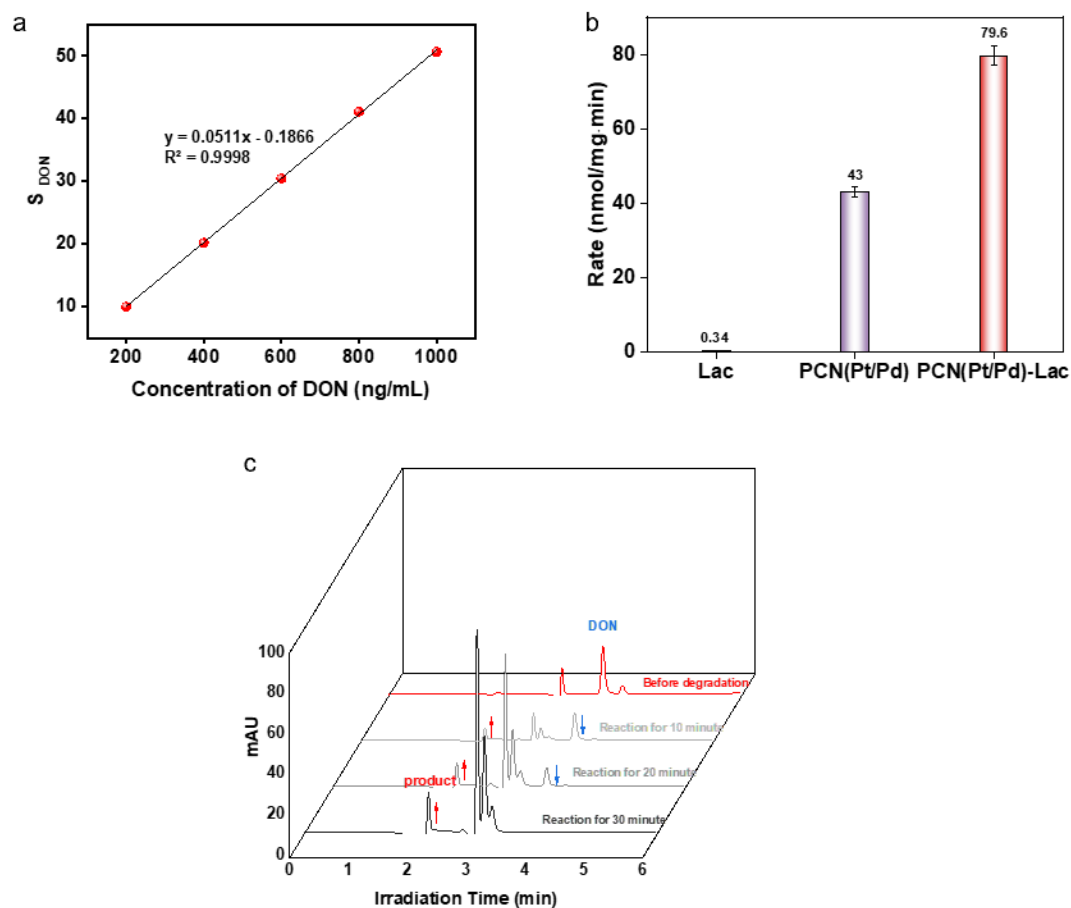 a
50
40
30
20
10
S DON
y = 0.0511x - 0.1866
R² = 0.9998
200 400 600 800 1000
Concentration of DON (ng/mL)
b
80
60
40
20
0
Rate (nmol/mg·min)
0.34
43
79.6
Lac PCN(Pt/Pd) PCN(Pt/Pd)-Lac
c
100
80
60
40
20
0
mAU
DON
Before degradation
Reaction for 10 minute
Reaction for 20 minute
product
Reaction for 30 minute
0 1 2 3 4 5 6
Irradiation Time (min)